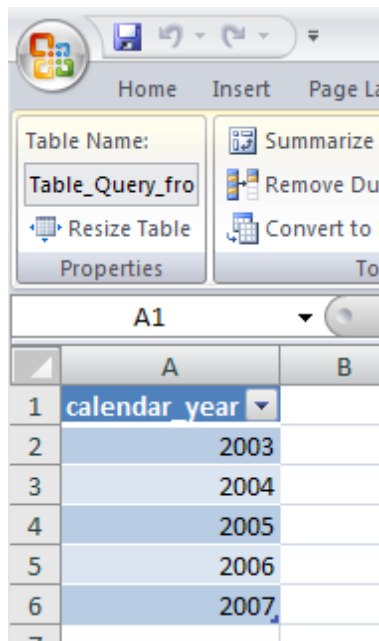 Home Insert Page La
Table Name: Summarize
Table_Query_fro Remove Du
Resize Table Convert to
Properties To
A1
A B
1 calendar_year
2 2003
3 2004
4 2005
5 2006
6 2007